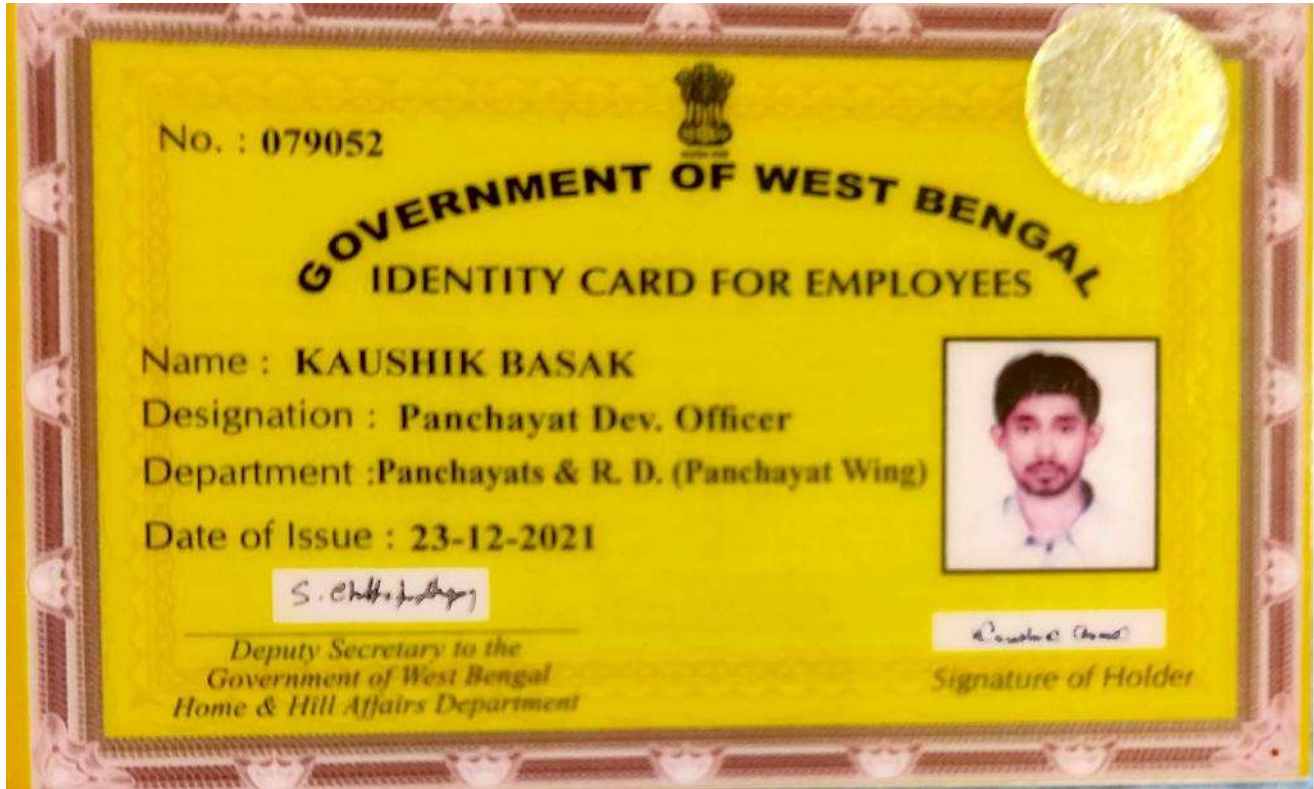 No. : 079052
GOVERNMENT OF WEST BENGAL
IDENTITY CARD FOR EMPLOYEES
Name : KAUSHIK BASAK
Designation : Panchayat Dev. Officer
Department :Panchayats & R. D. (Panchayat Wing)
Date of Issue : 23-12-2021
Deputy Secretary to the
Government of West Bengal
Home & Hill Affairs Department
Signature of Holder